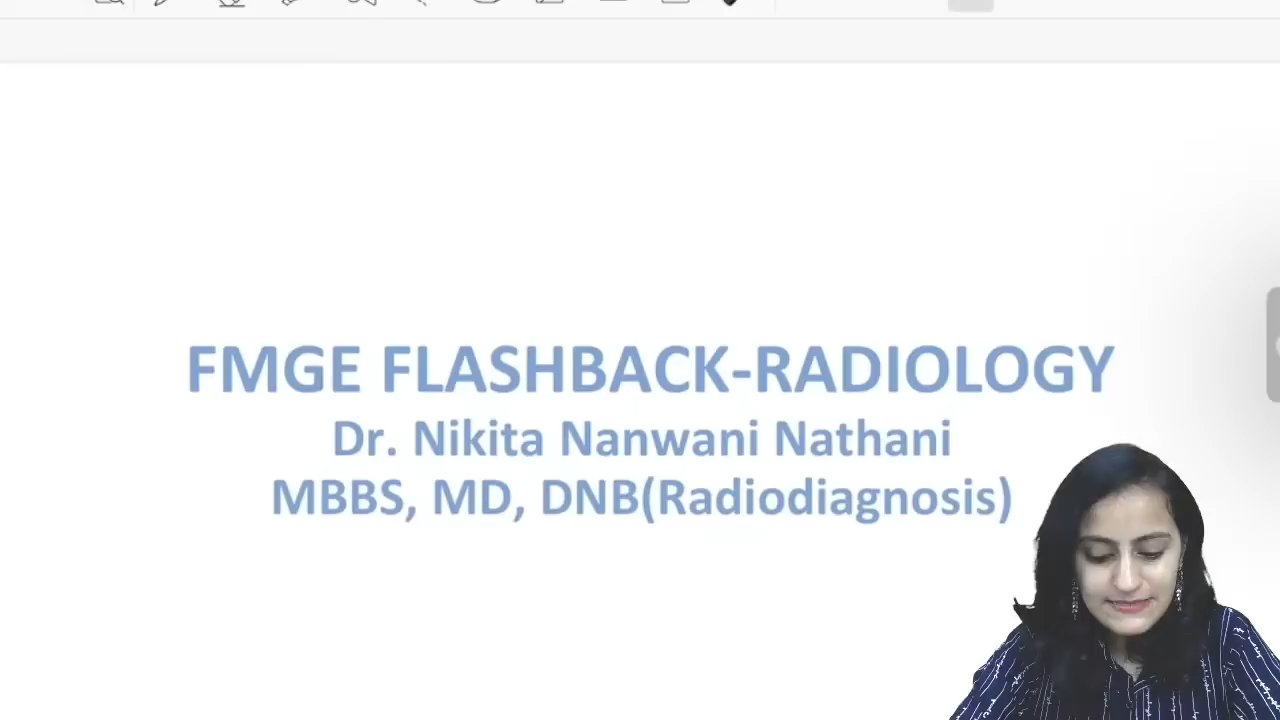 FMGE FLASHBACK-RADIOLOGY
Dr. Nikita Nanwani Nathani
MBBS, MD, DNB(Radiodiagnosis)